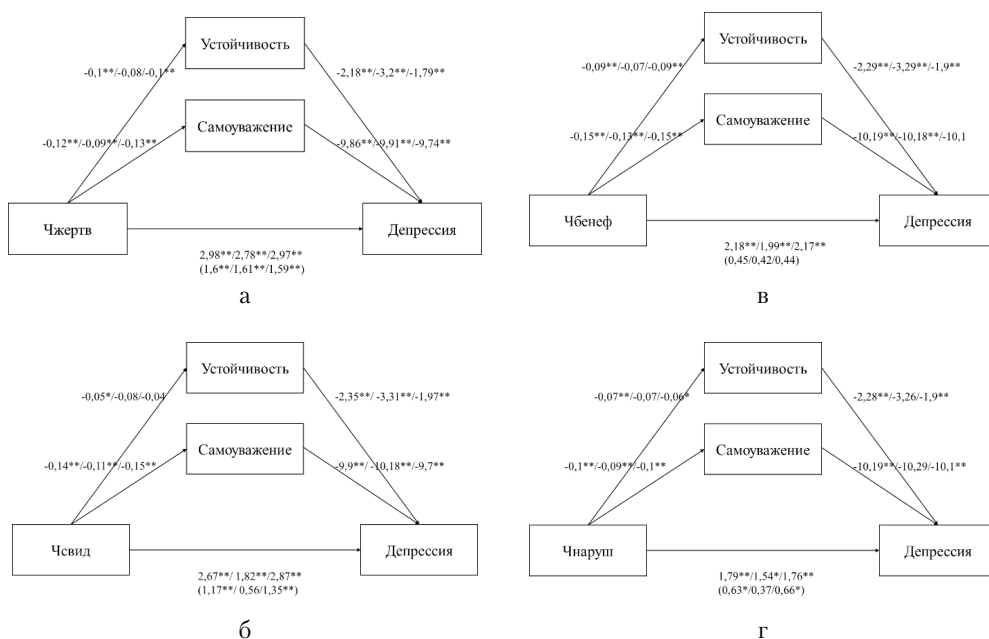 Устойчивость
-0,1**/-0,08/-0,1**
-2,18**/-3,2**/-1,79**
Самоуважение
-0,12**/-0,09**/-0,13**
-9,86**/-9,91**/-9,74**
Чжертв
Депрессия
2,98**/2,78**/2,97**
(1,6**/1,61**/1,59**)
а
Устойчивость
-0,09**/-0,07/-0,09**
-2,29**/-3,29**/-1,9**
Самоуважение
-0,15**/-0,13**/-0,15**
-10,19**/-10,18**/-10,1
Чбенеф
Депрессия
2,18**/1,99**/2,17**
(0,45/0,42/0,44)
в
Устойчивость
-0,05*/-0,08/-0,04
-2,35**/ -3,31**/-1,97**
Самоуважение
-0,14**/-0,11**/-0,15**
-9,9**/ -10,18**/-9,7**
Чсвид
Депрессия
2,67**/ 1,82**/2,87**
(1,17**/ 0,56/1,35**)
б
Устойчивость
-0,07**/-0,07/-0,06*
-2,28**/-3,26/-1,9**
Самоуважение
-0,1**/-0,09**/-0,1**
-10,19**/-10,29/-10,1**
Чнаруш
Депрессия
1,79**/1,54*/1,76**
(0,63*/0,37/0,66*)
г